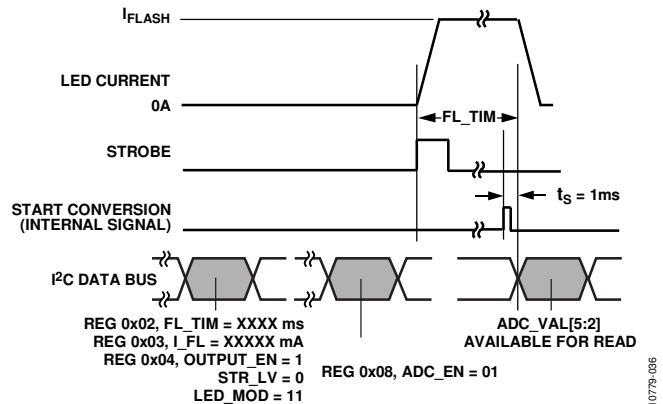 IFLASH
LED CURRENT
0A
FL_TIM
STROBE
tS = 1ms
START CONVERSION
(INTERNAL SIGNAL)
I2C DATA BUS
REG 0x02, FL_TIM = XXXX ms
REG 0x03, I_FL = XXXXX mA
REG 0x04, OUTPUT_EN = 1
STR_LV = 0
LED_MOD = 11
REG 0x08, ADC_EN = 01
ADC_VAL[5:2]
AVAILABLE FOR READ
10779-036